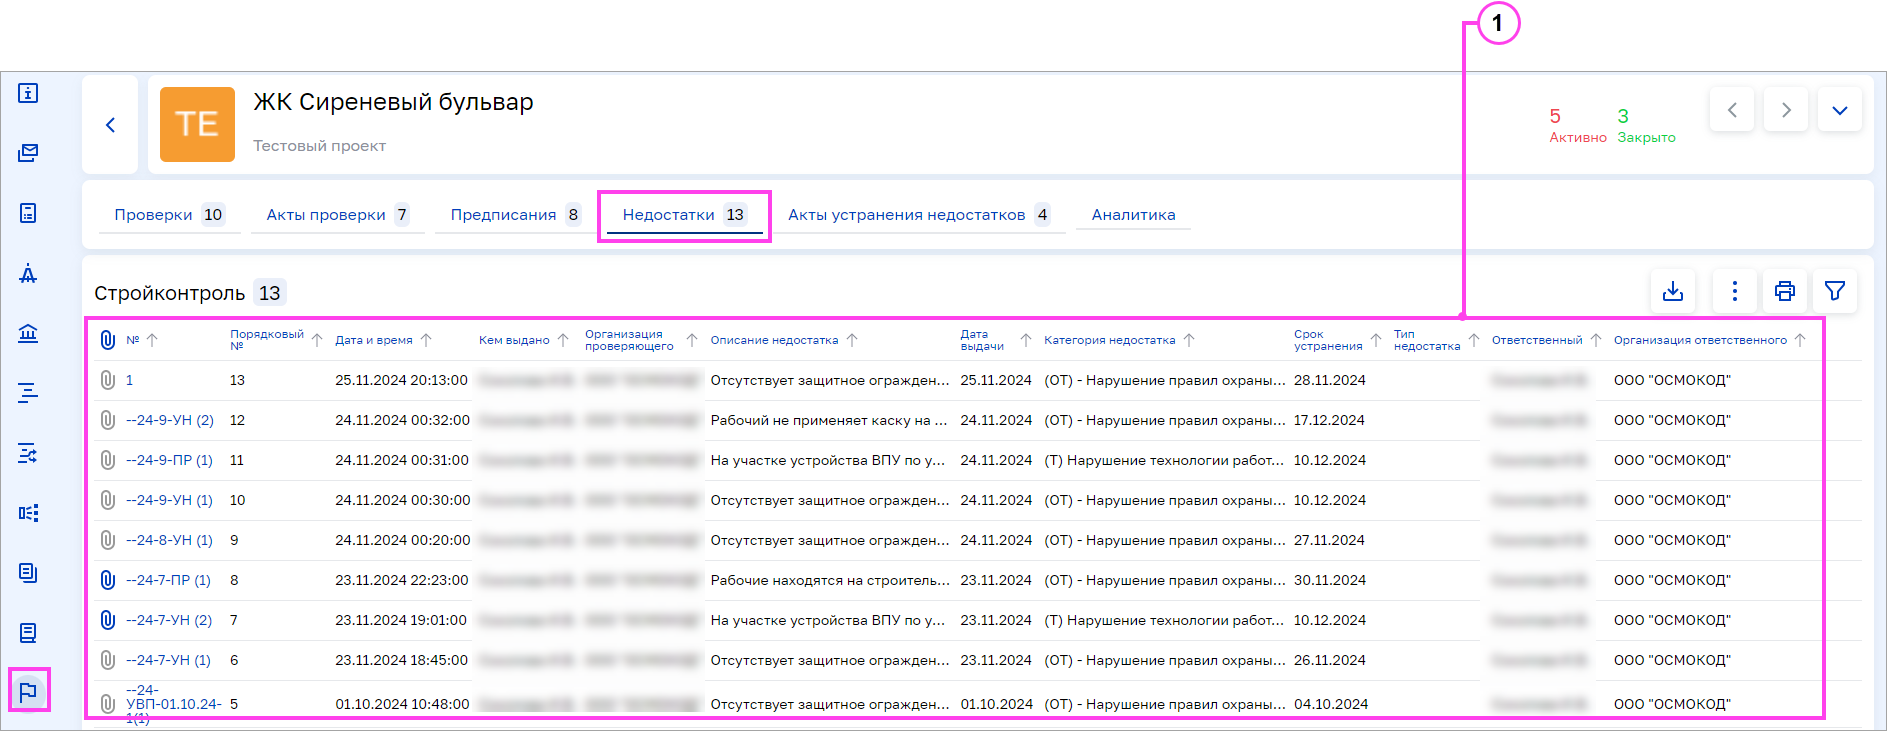 1
ТЕ
ЖК Сиреневый бульвар
Тестовый проект
5 Активно
3 Закрыто
Проверки 10 Акты проверки 7 Предписания 8 Недостатки 13 Акты устранения недостатков 4 Аналитика
Стройконтроль 13
№ Порядковый № Дата и время Кем выдано Организация проверяющего Описание недостатка Дата выдачи Категория недостатка Срок устранения Тип недостатка Ответственный Организация ответственного
1 13 25.11.2024 20:13:00 Отсутствует защитное огражден... 25.11.2024 (ОТ) - Нарушение правил охраны... 28.11.2024 ООО "ОСМОКОД"
--24-9-УН (2) 12 24.11.2024 00:32:00 Рабочий не применяет каску на ... 24.11.2024 (ОТ) - Нарушение правил охраны... 17.12.2024 ООО "ОСМОКОД"
--24-9-ПР (1) 11 24.11.2024 00:31:00 На участке устройства ВПУ по у... 24.11.2024 (Т) Нарушение технологии работ... 10.12.2024 ООО "ОСМОКОД"
--24-9-УН (1) 10 24.11.2024 00:30:00 Отсутствует защитное огражден... 24.11.2024 (ОТ) - Нарушение правил охраны... 10.12.2024 ООО "ОСМОКОД"
--24-8-УН (1) 9 24.11.2024 00:20:00 Отсутствует защитное огражден... 24.11.2024 (ОТ) - Нарушение правил охраны... 27.11.2024 ООО "ОСМОКОД"
--24-7-ПР (1) 8 23.11.2024 22:23:00 Рабочие находятся на строитель... 23.11.2024 (ОТ) - Нарушение правил охраны... 30.11.2024 ООО "ОСМОКОД"
--24-7-УН (2) 7 23.11.2024 19:01:00 На участке устройства ВПУ по у... 23.11.2024 (Т) Нарушение технологии работ... 10.12.2024 ООО "ОСМОКОД"
--24-7-УН (1) 6 23.11.2024 18:45:00 Отсутствует защитное огражден... 23.11.2024 (ОТ) - Нарушение правил охраны... 26.11.2024 ООО "ОСМОКОД"
--24-УВП-01.10.24-1(1) 5 01.10.2024 10:48:00 Отсутствует защитное огражден... 01.10.2024 (ОТ) - Нарушение правил охраны... 04.10.2024 ООО "ОСМОКОД"